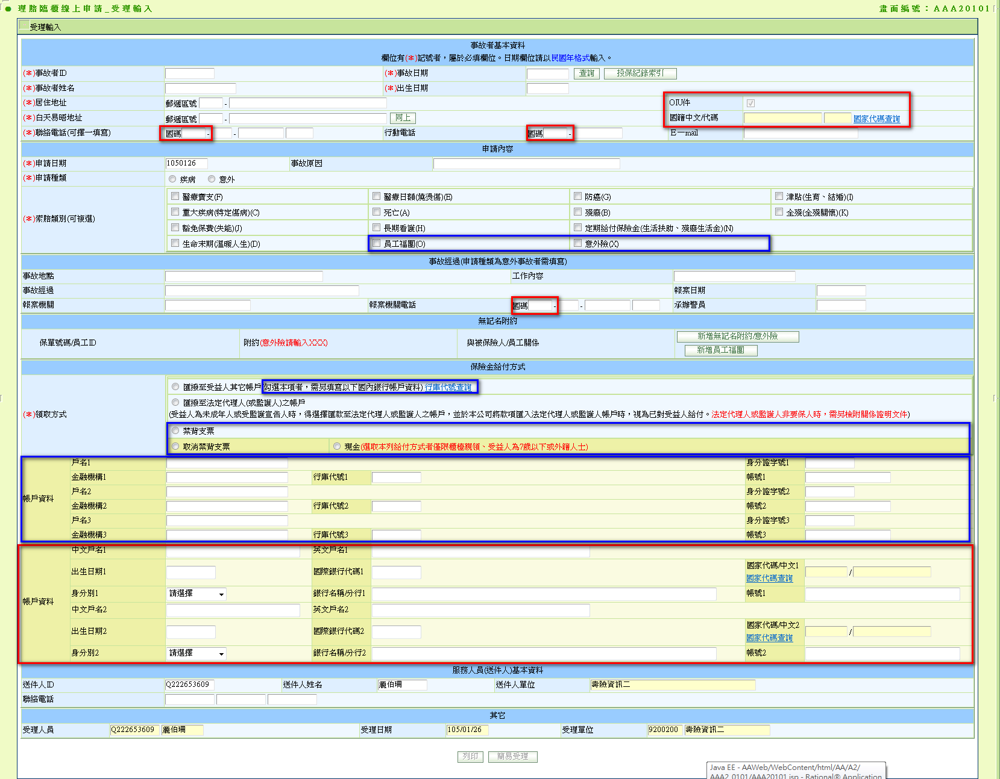 理賠臨櫃線上申請_受理輸入 畫面編號：AAA20101
受理輸入
事故者基本資料
欄位有(*)記號者，屬於必填欄位。日期欄位請以民國年格式輸入。
(*)事故者ID (*)事故日期 查詢 投保紀錄索引
(*)事故者姓名 (*)出生日期
(*)居住地址 郵遞區號 - OIU件
(*)白天易晤地址 郵遞區號 - 同上 國籍中文/代碼 國家代碼查詢
(*)聯絡電話(可擇一填寫) 國碼 - - 行動電話 國碼 - E－mail
申請內容
(*)申請日期 1050126 事故原因
(*)申請種類 疾病 意外
(*)索賠類別(可複選)
醫療實支(F) 醫療日額(燒燙傷)(E) 防癌(G) 津貼(生育、結婚)(I)
重大疾病(特定傷病)(C) 死亡(A) 殘廢(B) 全殘(全殘關懷)(K)
豁免保費(失能)(J) 長期看護(H) 定期給付保險金(生活扶助、殘廢生活金)(N)
生命末期(溫暖人生)(D) 員工福團(O) 意外險(X)
事故經過(申請種類為意外事故者需填寫)
事故地點 工作內容
事故經過 報案日期
報案機關 報案機關電話 國碼 - - 承辦警員
無記名附約
保單號碼/員工ID 附約(意外險請輸入XXX) 與被保險人/員工關係 新增無記名附約/意外險
新增員工福團
保險金給付方式
(*)領取方式
匯撥至受益人其它帳戶(勾選本項者，需另填寫以下國內銀行帳戶資料) 行庫代號查詢
匯撥至法定代理人(或監護人)之帳戶
(受益人為未成年人或受監護宣告人時，得選擇匯款至法定代理人或監護人之帳戶，並於本公司將款項匯入法定代理人或監護人帳戶時，視為已對受益人給付。法定代理人或監護人非要保人時，需另檢附關係證明文件)
禁背支票
取消禁背支票 現金(選取本列給付方式者僅限櫃檯親領、受益人為7歲以下或外籍人士)
帳戶資料
戶名1 身分證字號1
金融機構1 行庫代號1 帳號1
戶名2 身分證字號2
金融機構2 行庫代號2 帳號2
戶名3 身分證字號3
金融機構3 行庫代號3 帳號3
帳戶資料
中文戶名1 英文戶名1
出生日期1 國際銀行代碼1 國家代碼/中文1 /
國家代碼查詢
身分別1 請選擇 銀行名稱/分行1 帳號1
中文戶名2 英文戶名2
出生日期2 國際銀行代碼2 國家代碼/中文2 /
國家代碼查詢
身分別2 請選擇 銀行名稱/分行2 帳號2
服務人員(送件人)基本資料
送件人ID Q222653609 送件人姓名 龎伯珊 送件人單位 壽險資訊二
聯絡電話
其它
受理人員 Q222653609 龎伯珊 受理日期 105/01/26 受理單位 9200200 壽險資訊二
列印 簡易受理
Java EE - AAWeb/WebContent/html/AA/A2/
AAA2_0101/AAA20101.jsp - Rational® Application